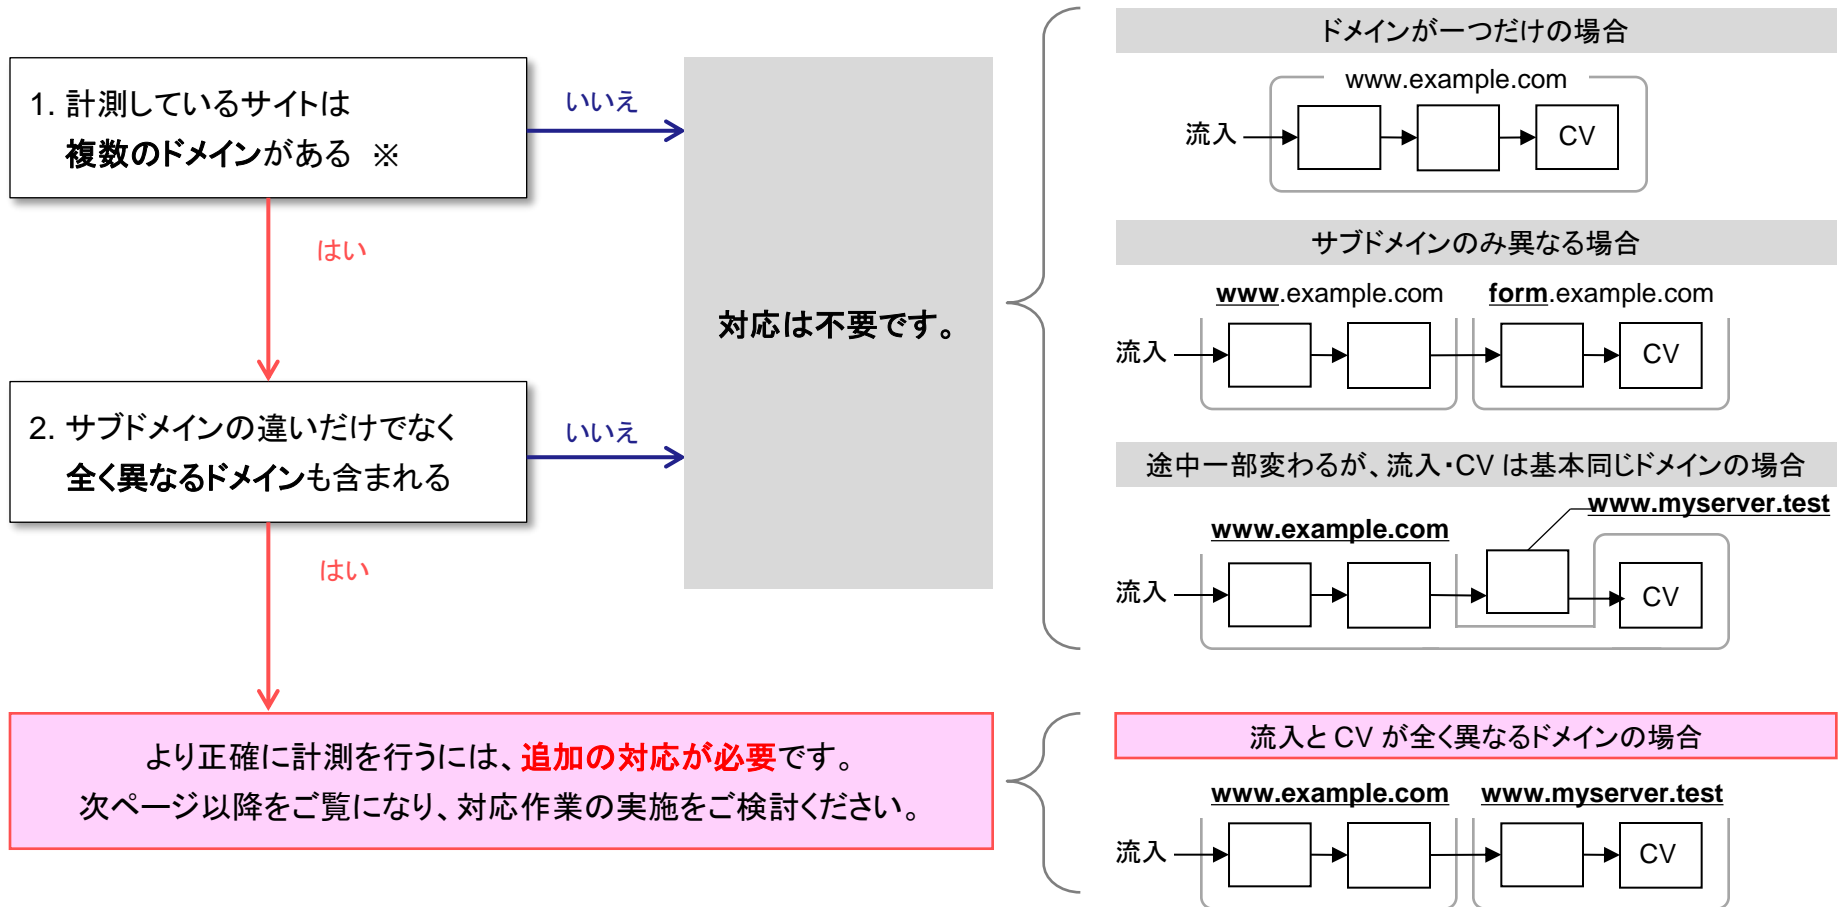 1. 計測しているサイトは
複数のドメインがある ※
いいえ
はい
2. サブドメインの違いだけでなく
全く異なるドメインも含まれる
いいえ
はい
対応は不要です。
より正確に計測を行うには、追加の対応が必要です。
次ページ以降をご覧になり、対応作業の実施をご検討ください。
ドメインが一つだけの場合
www.example.com
流入
CV
サブドメインのみ異なる場合
www.example.com
form.example.com
流入
CV
途中一部変わるが、流入・CV は基本同じドメインの場合
www.myserver.test
www.example.com
流入
CV
流入と CV が全く異なるドメインの場合
www.example.com
www.myserver.test
流入
CV